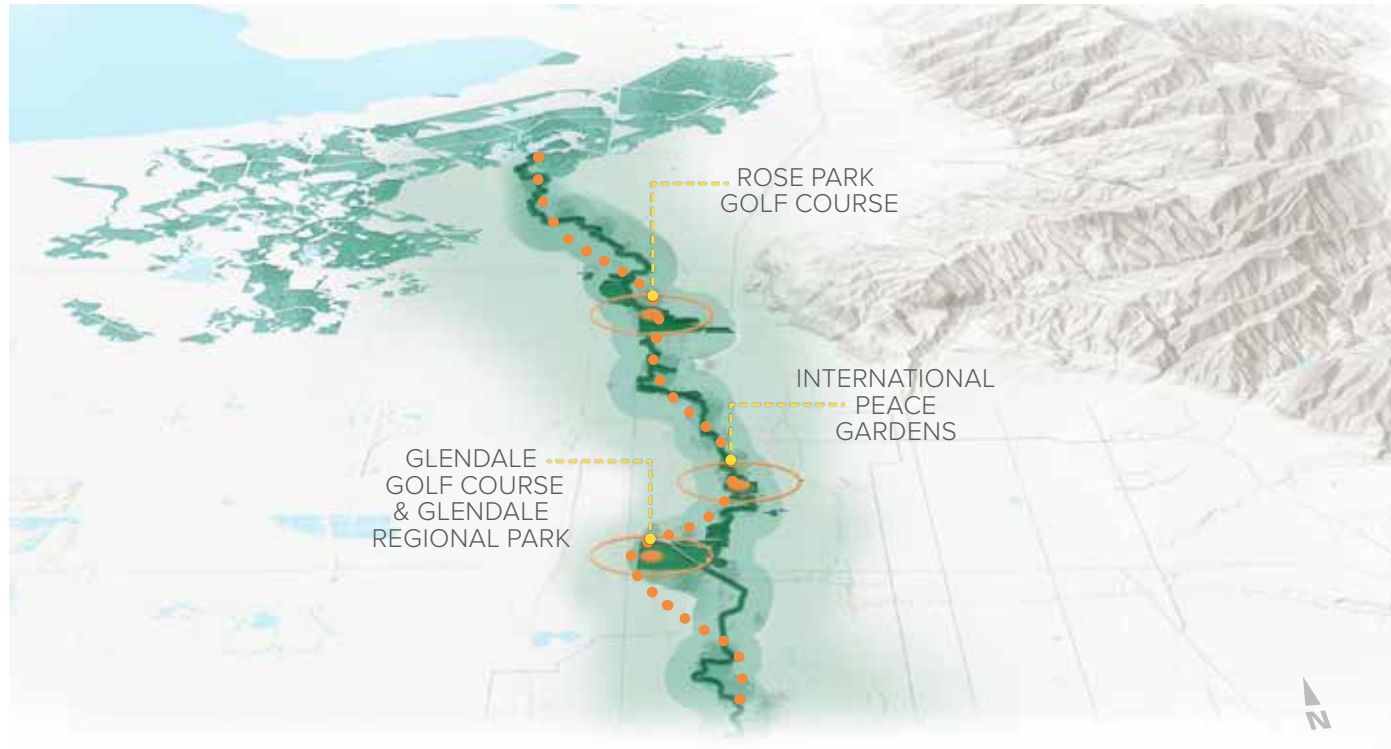 ROSE PARK
GOLF COURSE
INTERNATIONAL
PEACE
GARDENS
GLENDALE
GOLF COURSE
& GLENDALE
REGIONAL PARK
N